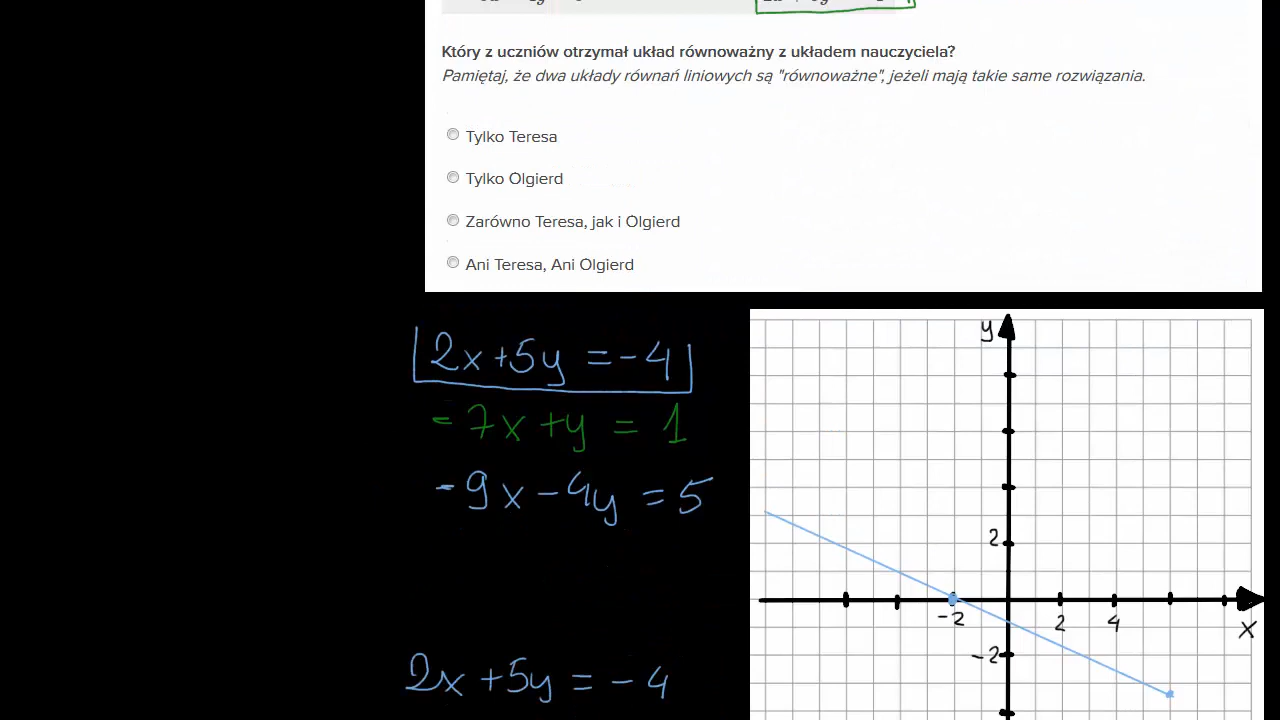 Który z uczniów otrzymał układ równoważny z układem nauczyciela?
Pamiętaj, że dwa układy równań liniowych są "równoważne", jeżeli mają takie same rozwiązania.
Tylko Teresa
Tylko Olgierd
Zarówno Teresa, jak i Olgierd
Ani Teresa, Ani Olgierd
2x+5y=-4
-7x+y=1
-9x-4y=5
2x+5y=-4
y
2
-2
2
4
x
-2